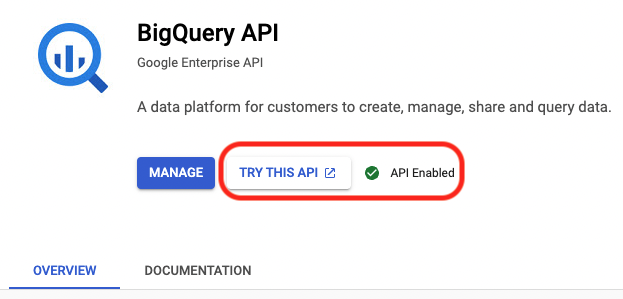 BigQuery API
Google Enterprise API
A data platform for customers to create, manage, share and query data.
MANAGE TRY THIS API API Enabled
OVERVIEW DOCUMENTATION